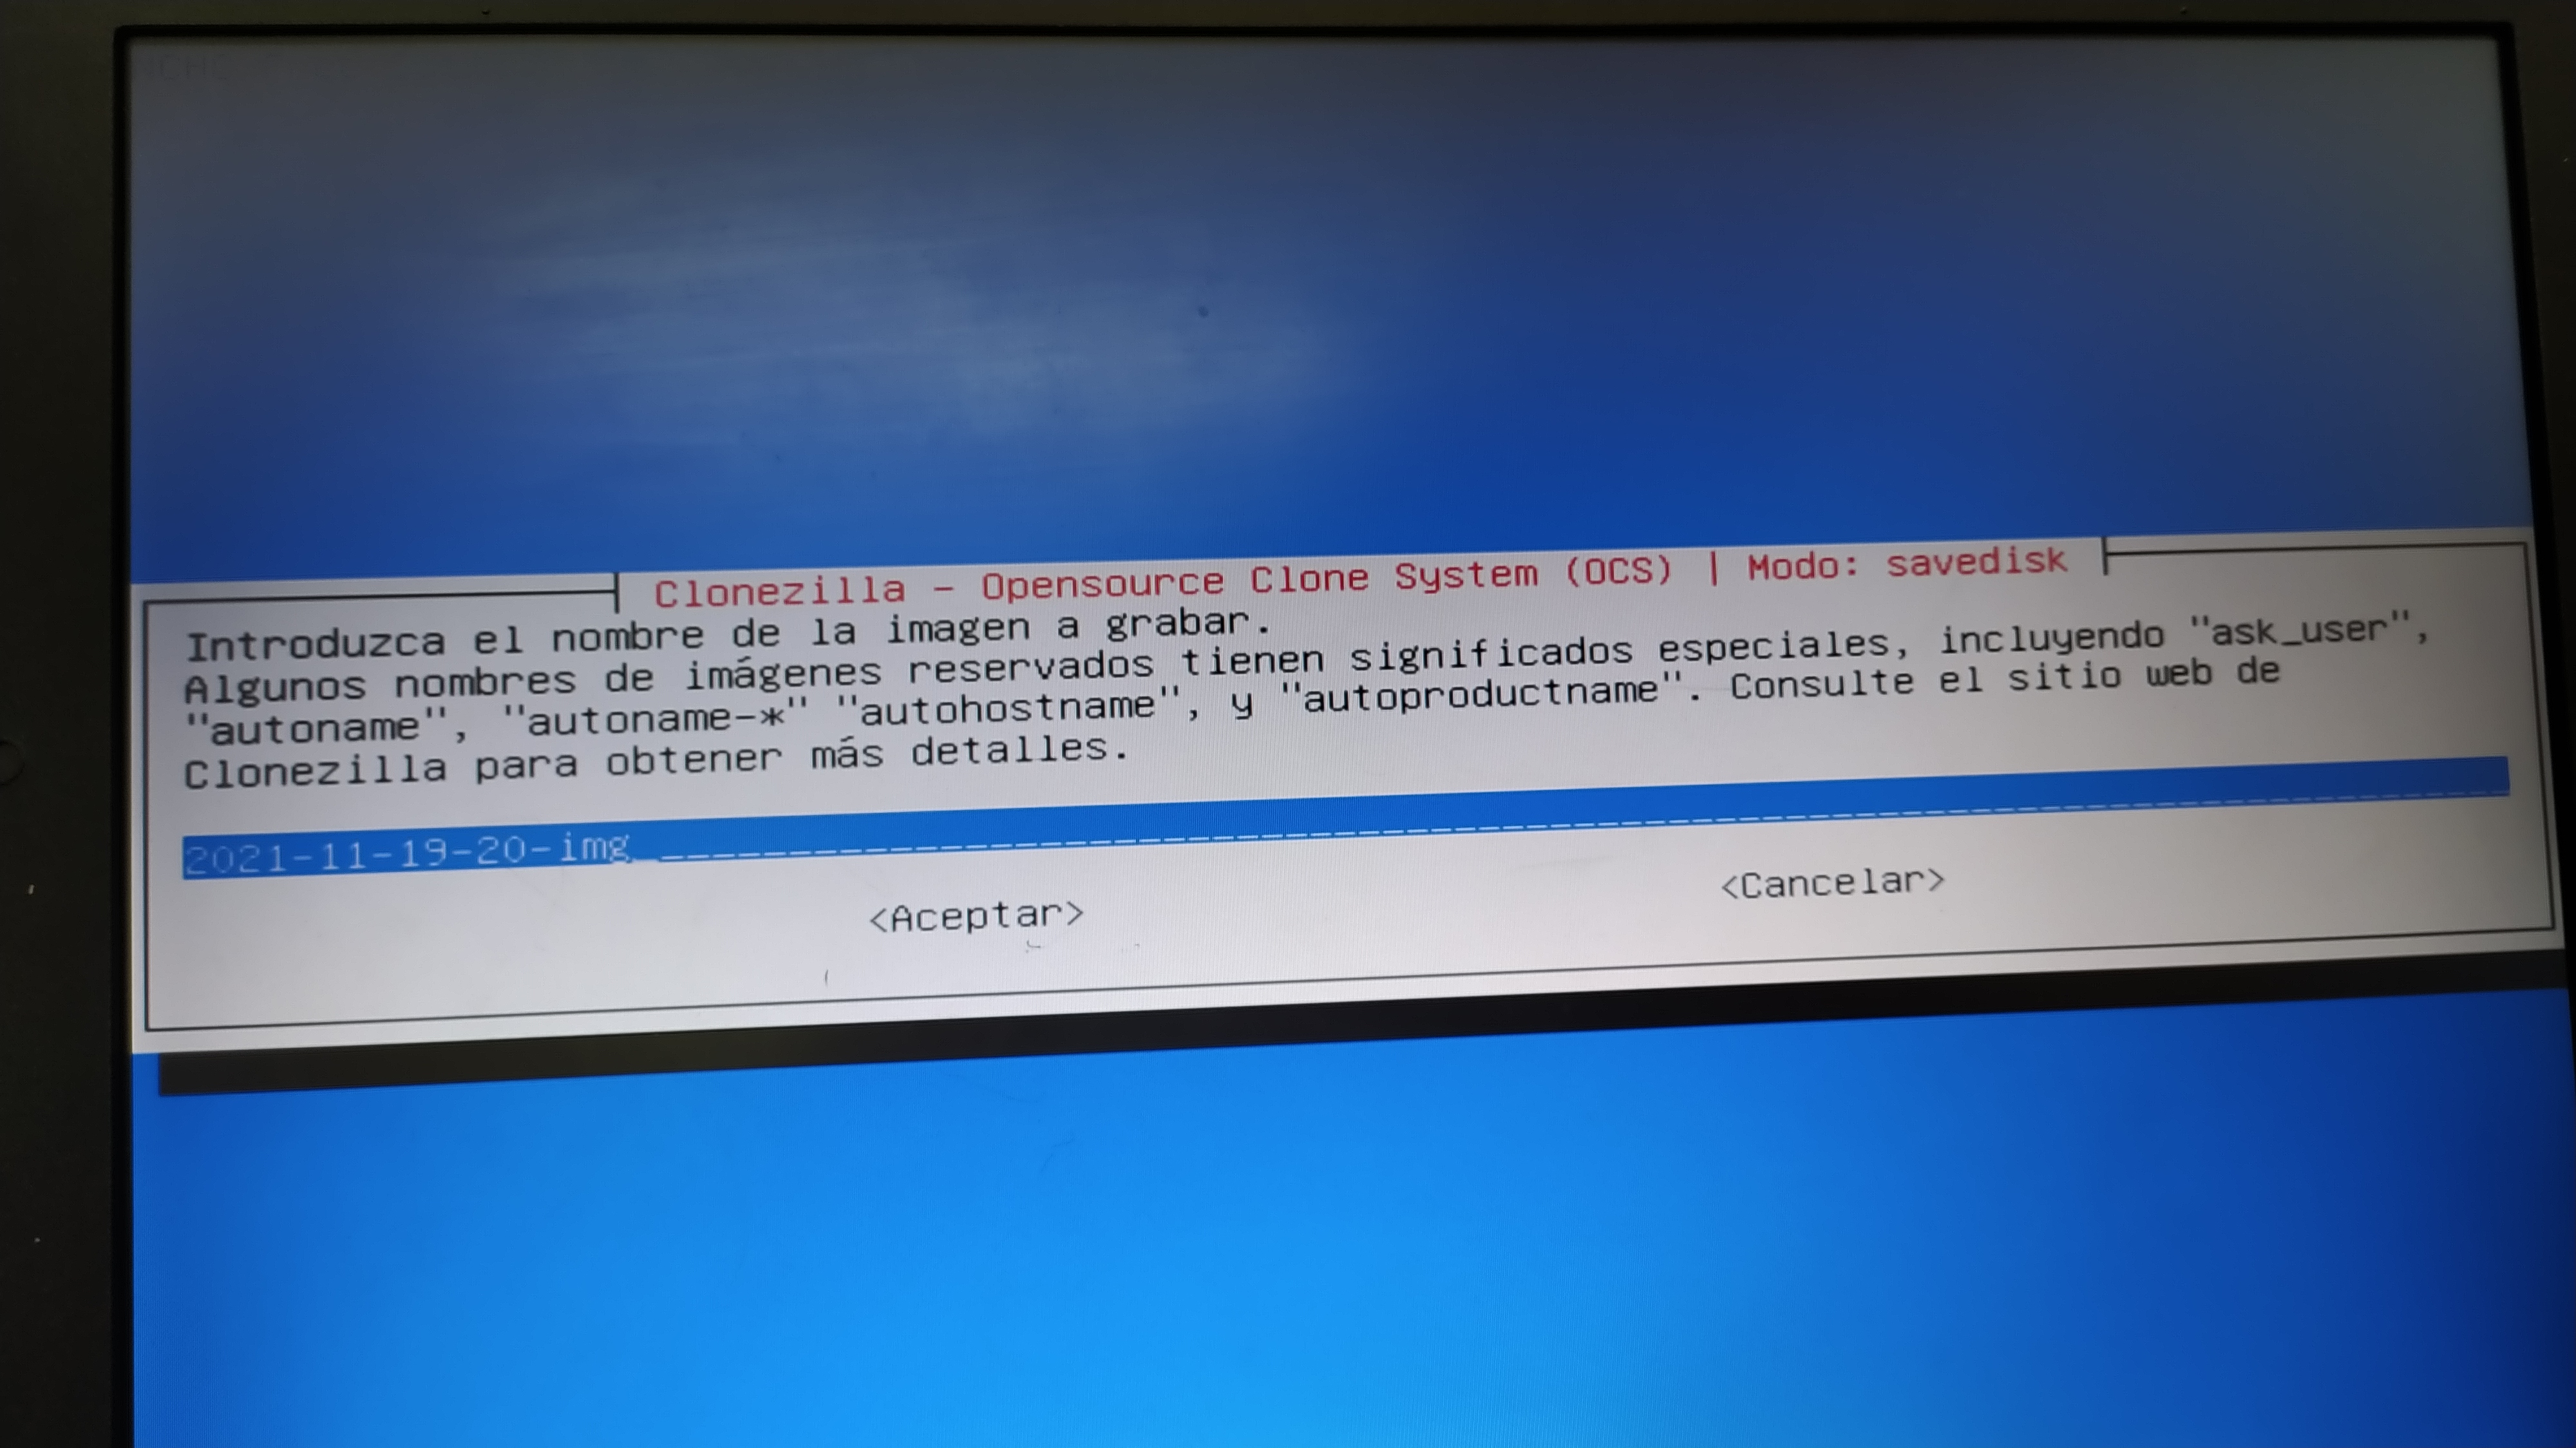 Clonezilla - Opensource Clone System (OCS) | Modo: savedisk
Introduzca el nombre de la imagen a grabar.
Algunos nombres de imágenes reservados tienen significados especiales, incluyendo "ask_user",
"autoname", "autoname-*" "autohostname", y "autoproductname". Consulte el sitio web de
Clonezilla para obtener más detalles.
2021-11-19-20-img
<Aceptar> <Cancelar>